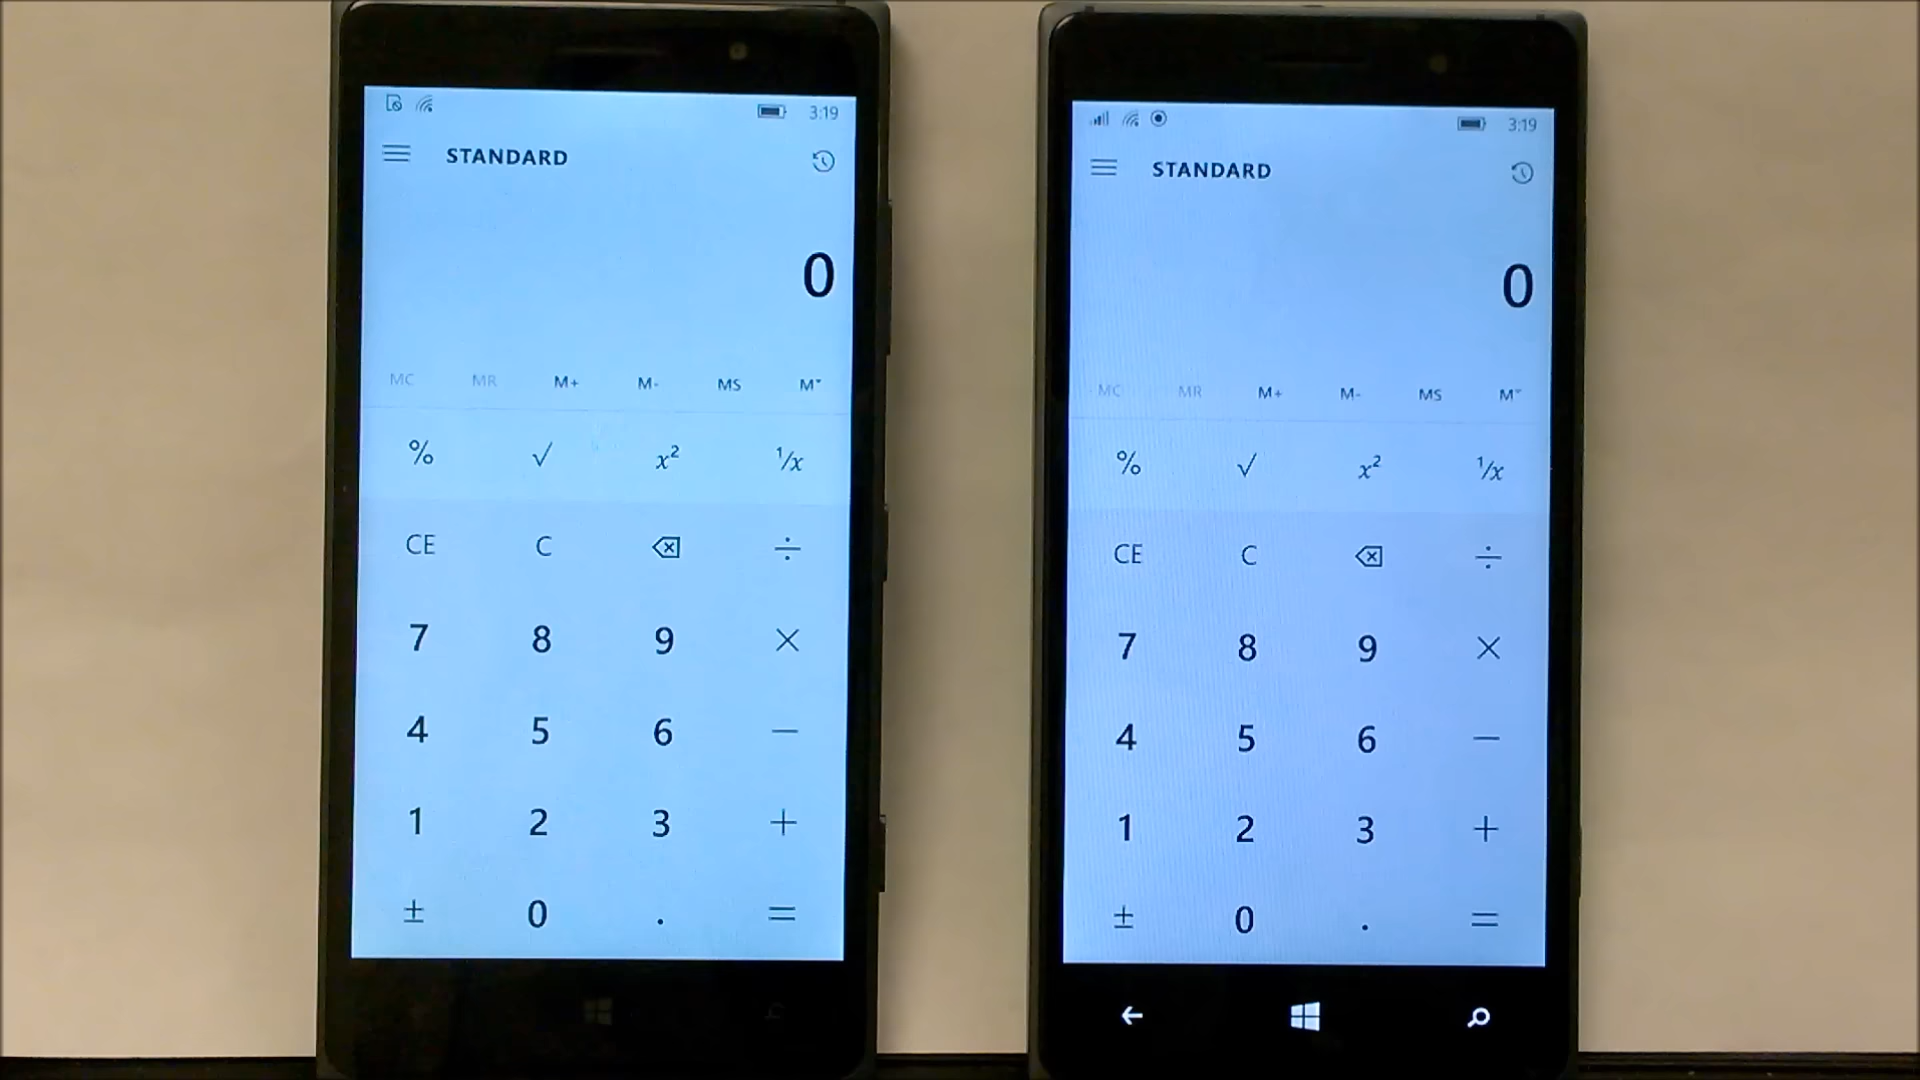 3:19
STANDARD
0
MC MR M+ M- MS M˅
% √ x² ¹/x
CE C ÷
7 8 9 ×
4 5 6 −
1 2 3 +
± 0 . =
3:19
STANDARD
0
MC MR M+ M- MS M˅
% √ x² ¹/x
CE C ÷
7 8 9 ×
4 5 6 −
1 2 3 +
± 0 . =